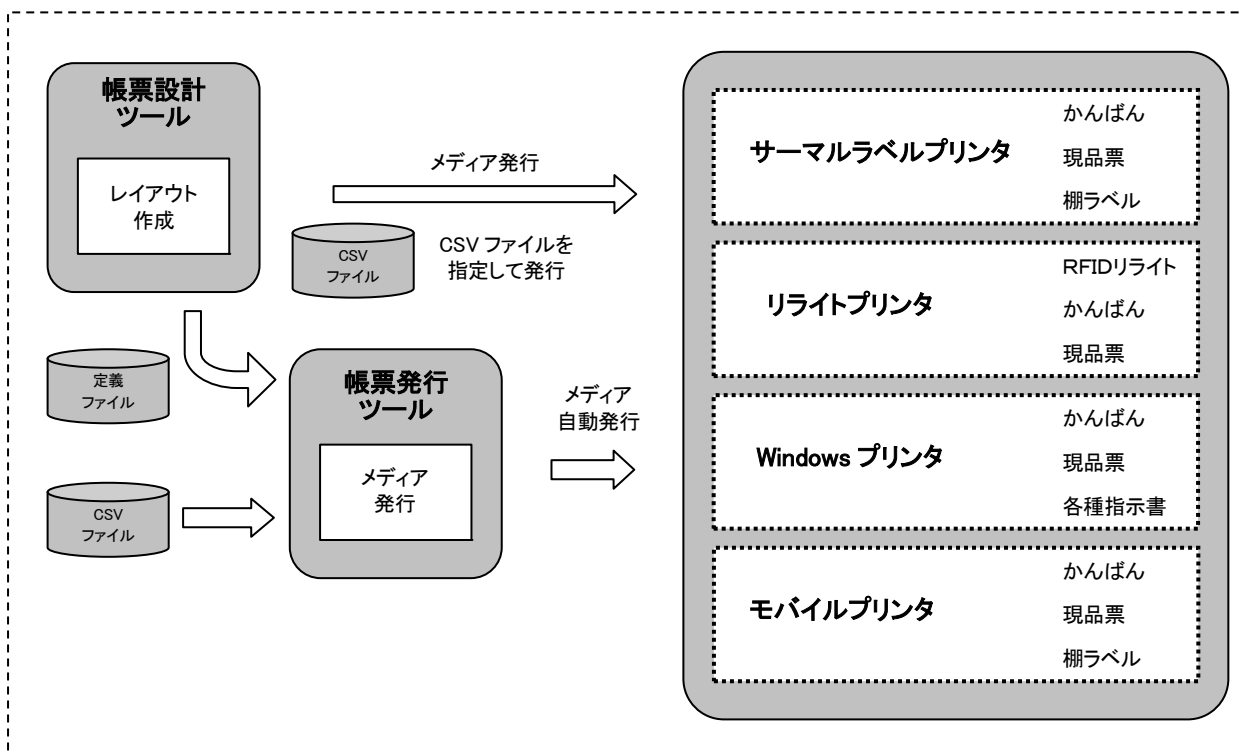 帳票設計
ツール
レイアウト
作成
メディア発行
CSV
ファイル
CSV ファイルを
指定して発行
定義
ファイル
CSV
ファイル
帳票発行
ツール
メディア
発行
メディア
自動発行
サーマルラベルプリンタ
かんばん
現品票
棚ラベル
リライトプリンタ
RFIDリライト
かんばん
現品票
Windows プリンタ
かんばん
現品票
各種指示書
モバイルプリンタ
かんばん
現品票
棚ラベル